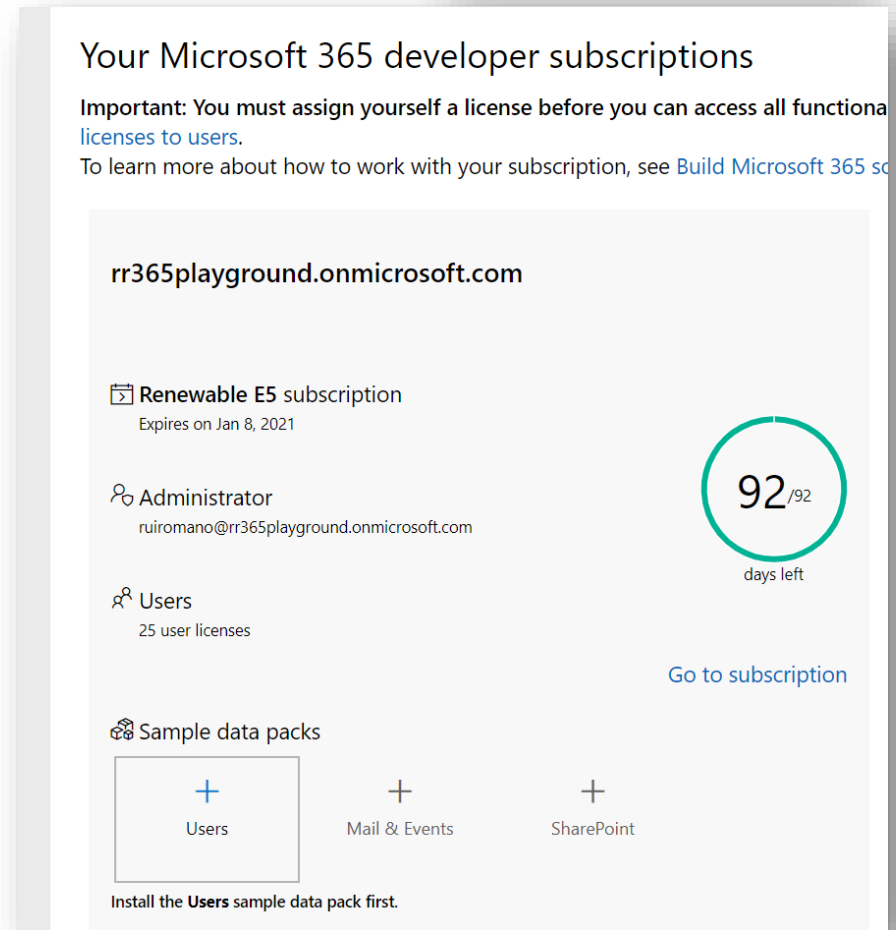 Your Microsoft 365 developer subscriptions
Important: You must assign yourself a license before you can access all functiona
licenses to users.
To learn more about how to work with your subscription, see Build Microsoft 365 so
rr365playground.onmicrosoft.com
Renewable E5 subscription
Expires on Jan 8, 2021
92/92
days left
Administrator
ruiromano@rr365playground.onmicrosoft.com
Users
25 user licenses
Go to subscription
Sample data packs
Users
Mail & Events
SharePoint
Install the Users sample data pack first.